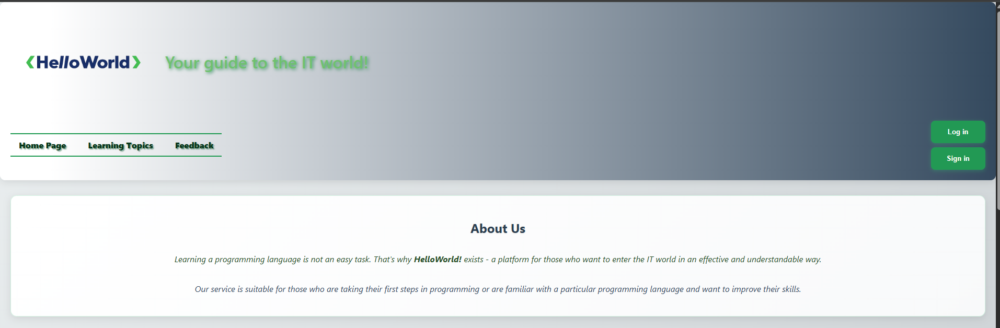 HelloWorld
Your guide to the IT world!
Home Page Learning Topics Feedback
Log in
Sign in
About Us
Learning a programming language is not an easy task. That's why HelloWorld! exists - a platform for those who want to enter the IT world in an effective and understandable way.
Our service is suitable for those who are taking their first steps in programming or are familiar with a particular programming language and want to improve their skills.